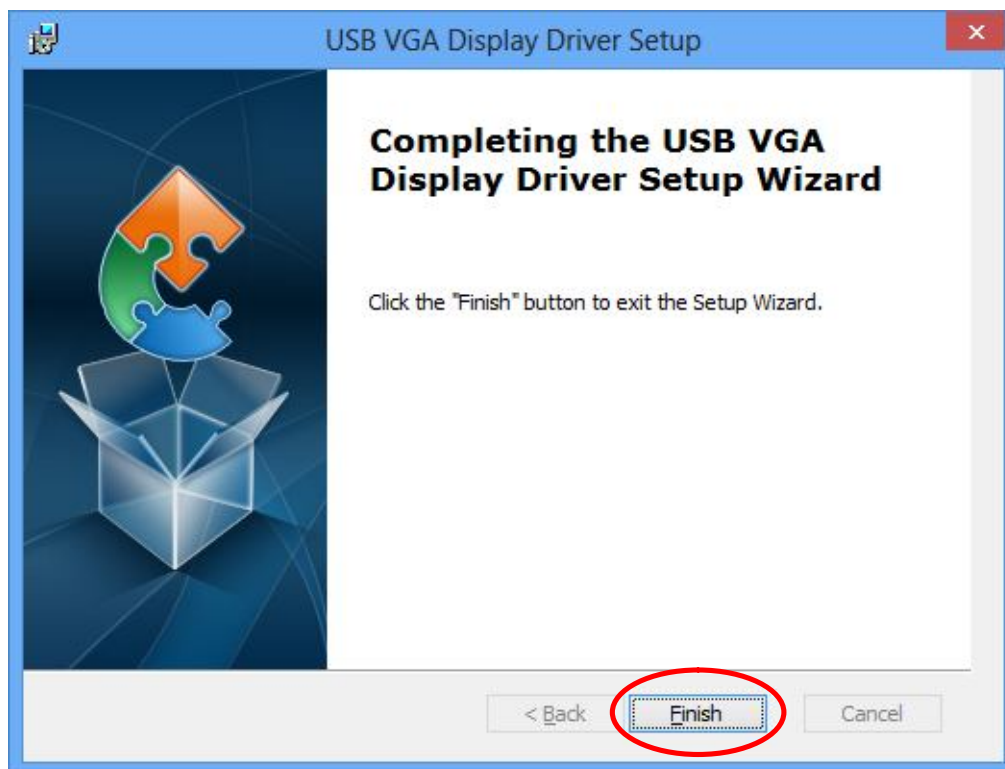 USB VGA Display Driver Setup
Completing the USB VGA
Display Driver Setup Wizard
Click the "Finish" button to exit the Setup Wizard.
< Back
Finish
Cancel